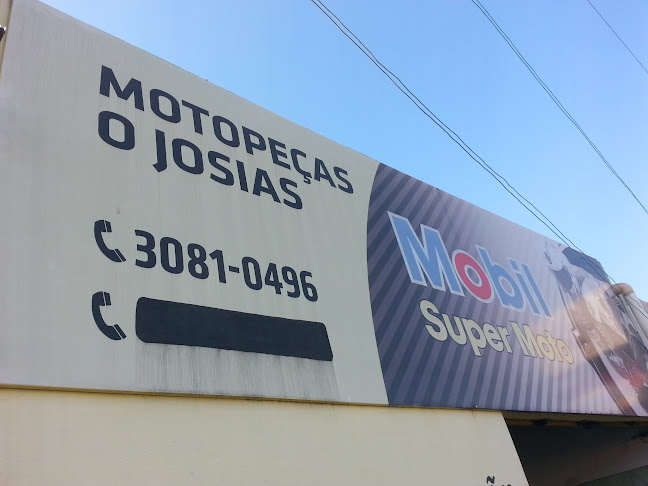 MOTOPEÇAS
O JOSIAS
3081-0496
Mobil
Super Moto